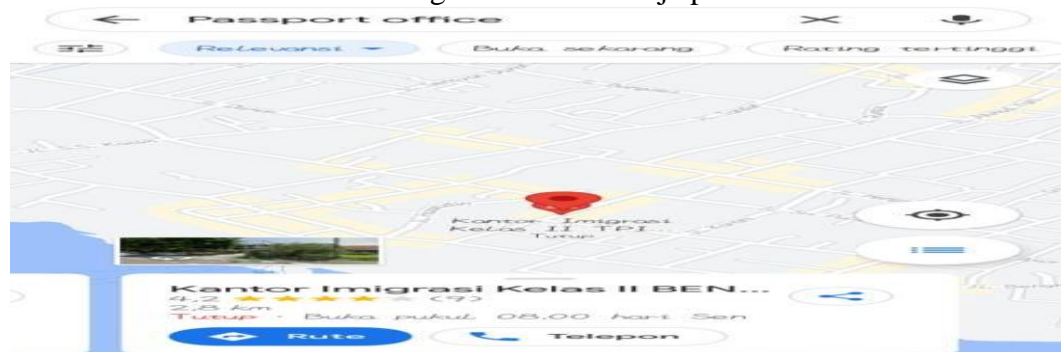 Passport office
Relevansi
Buka sekarang
Rating tertinggi
Kantor Imigrasi
Kelas II TPI...
Tutup
Kantor Imigrasi Kelas II BEN...
4,2 (9)
2,8 km
Tutup · Buka pukul 08.00 hari Sen
Rute
Telepon